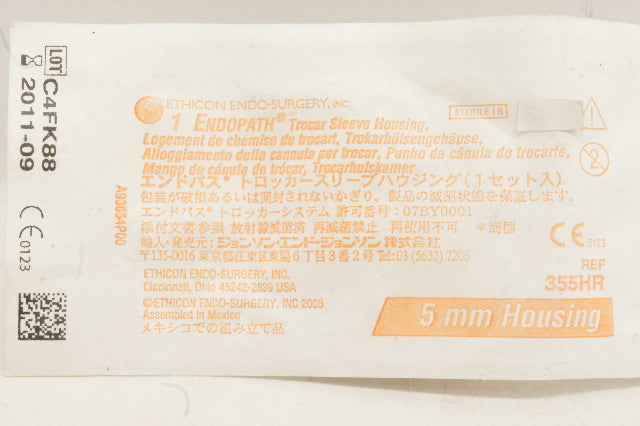 LOT C4FK88
2011-09
CE 0123
ETHICON ENDO-SURGERY, INC.
1 ENDOPATH® Trocar Sleeve Housing,
Logement de chemise de trocart, Trokarhülsengehäuse,
Alloggiamento della cannula per trocar, Punho da cânula do trocarte,
Mango de cánula de trócar, Trocarhulskamer
エンドパス® トロッカースリーブハウジング(1セット入)
包装が破損あるいは開封されないかぎり、製品の滅菌状態を保証します。
エンドパス® トロッカーシステム 許可番号:07BY0001
添付文書参照 放射線滅菌済 再滅菌禁止 再使用不可 *商標
輸入・発売元:ジョンソン・エンド・ジョンソン株式会社
〒135-0016 東京都江東区東陽6丁目3番2号 Tel:03 (5632) 7205
ETHICON ENDO-SURGERY, INC.
Cincinnati, Ohio 45242-2839 USA
©ETHICON ENDO-SURGERY, INC 2005
Assembled in Mexico
メキシコでの組み立て品
STERILE R
2
CE 0123
REF
355HR
5 mm Housing